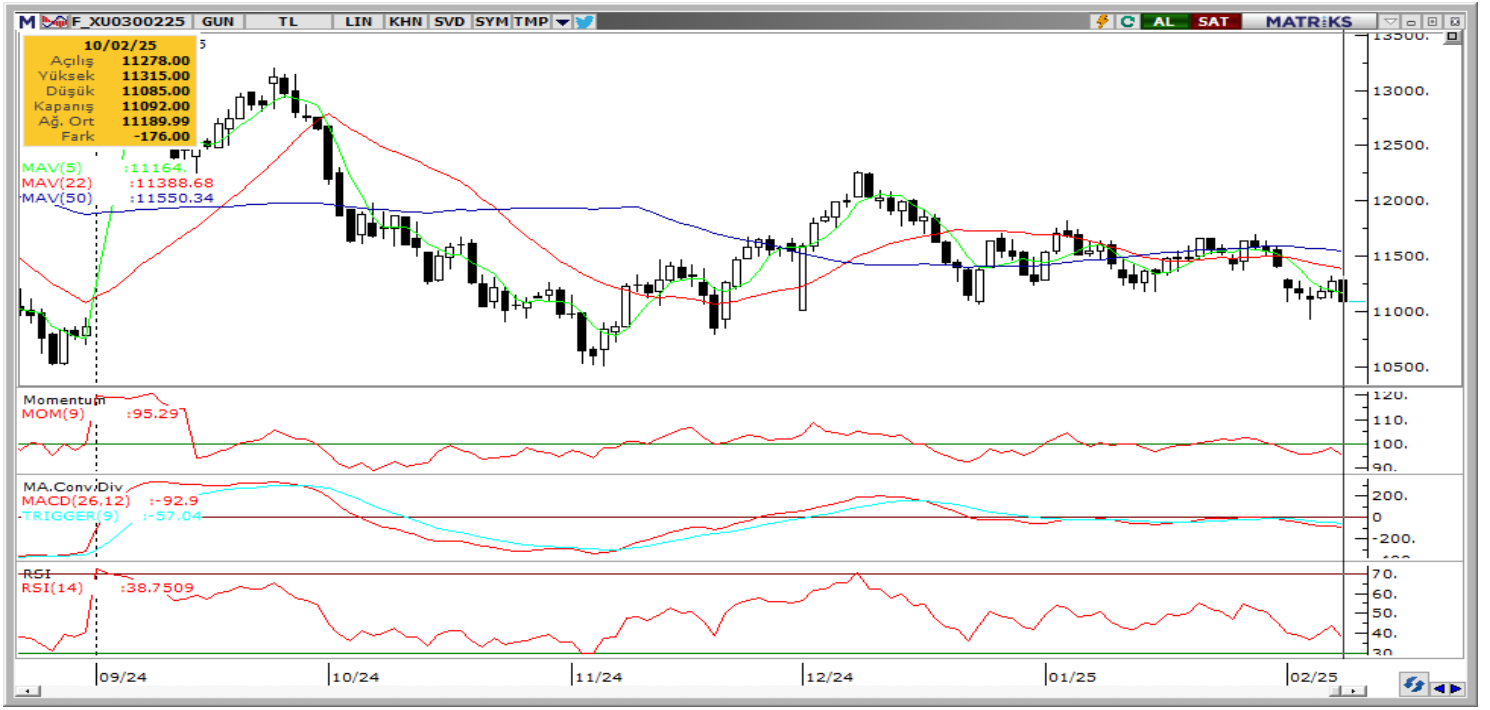 M F_XU0300225 GUN TL LIN KHN SVD SYM TMP AL SAT MATRiKS
10/02/25
Açılış 11278.00
Yüksek 11315.00
Düşük 11085.00
Kapanış 11092.00
Ağ. Ort 11189.99
Fark -176.00
5
MAV(5) :11164.
MAV(22) :11388.68
MAV(50) :11550.34
13500.
13000.
12500.
12000.
11500.
11000.
10500.
Momentum
MOM(9) :95.29
120.
110.
100.
90.
MA.Conv.Div
MACD(26,12) :-92.9
TRIGGER(9) :-57.04
200.
0
-200.
RSI
RSI(14) :38.7509
70.
60.
50.
40.
30
09/24 10/24 11/24 12/24 01/25 02/25